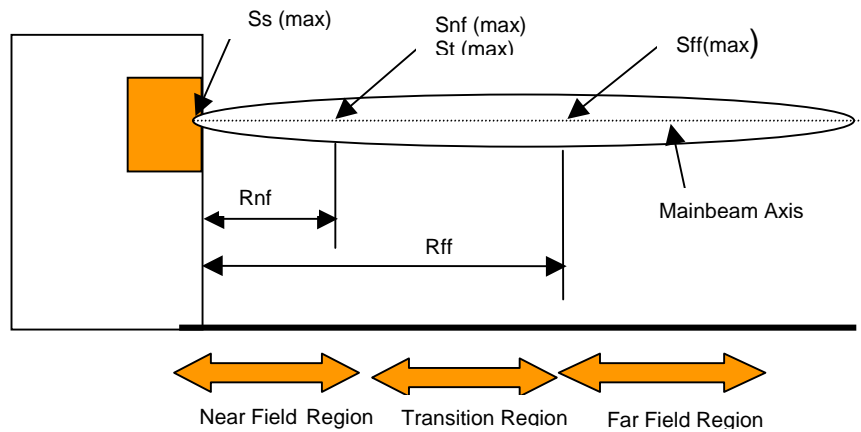 Ss (max)
Snf (max)
St (max)
Sff(max)
Rnf
Mainbeam Axis
Rff
Near Field Region
Transition Region
Far Field Region